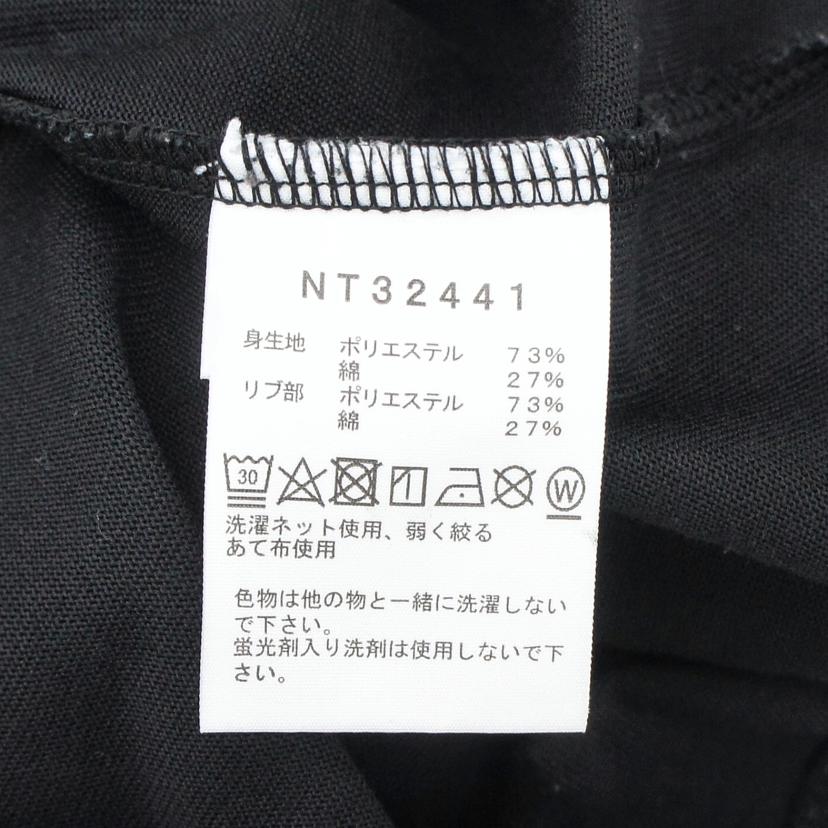 NT32441
身生地 ポリエステル 73%
綿 27%
リブ部 ポリエステル 73%
綿 27%
30 W
洗濯ネット使用、弱く絞る
あて布使用
色物は他の物と一緒に洗濯しない
で下さい。
蛍光剤入り洗剤は使用しないで下
さい。